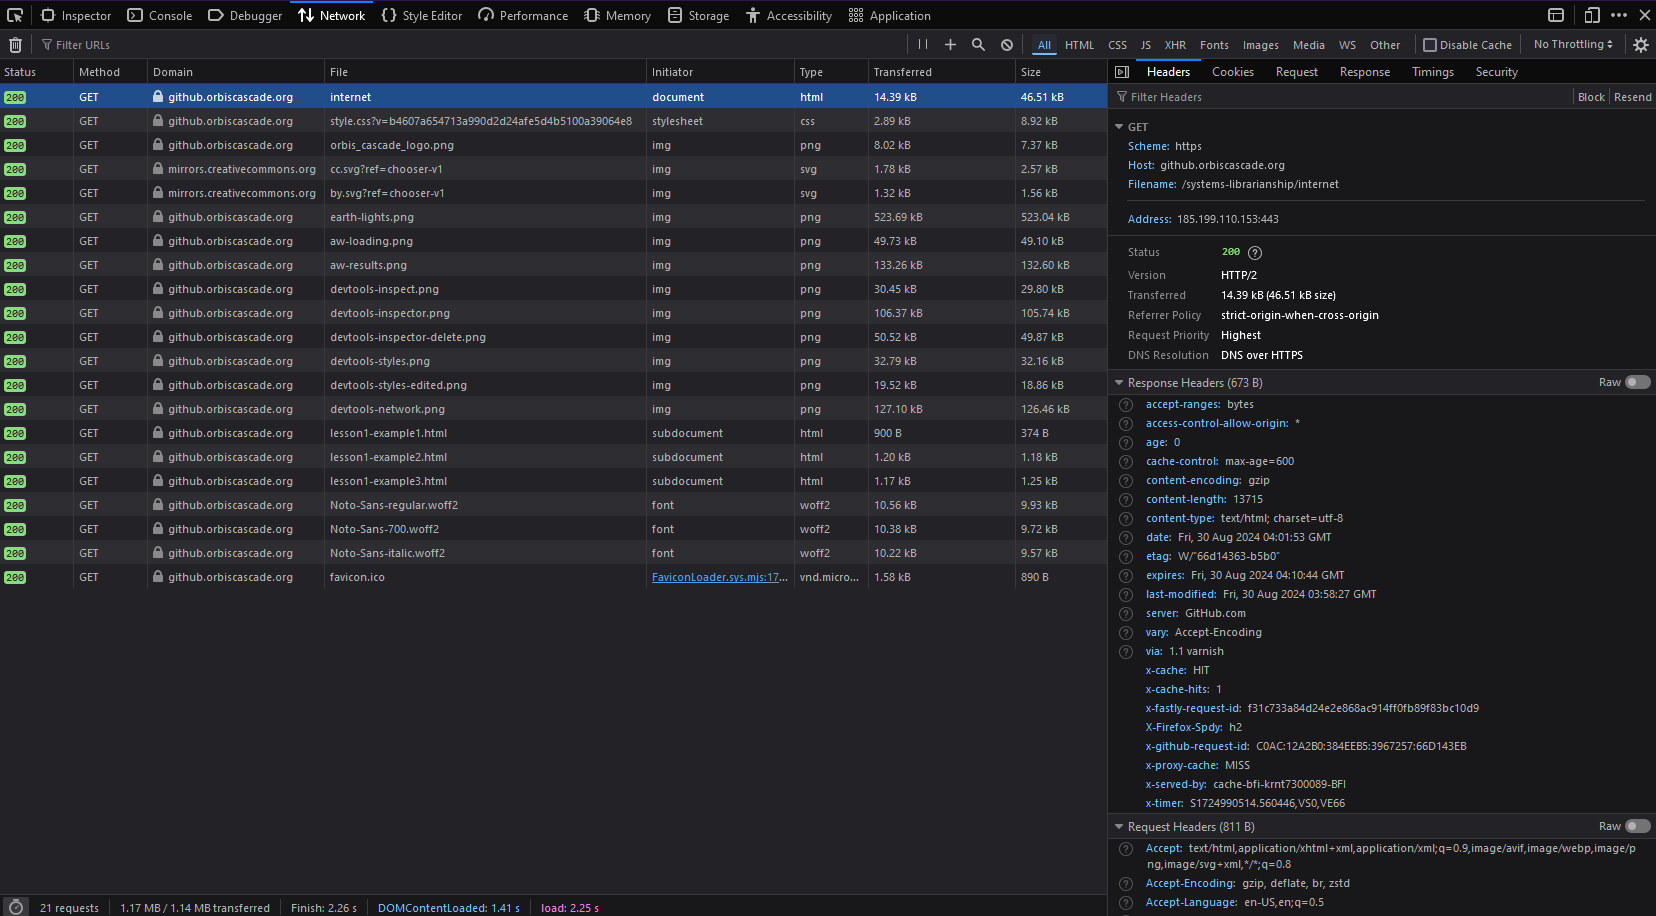 Inspector Console Debugger Network Style Editor Performance Memory Storage Accessibility Application
Filter URLs All HTML CSS JS XHR Fonts Images Media WS Other Disable Cache No Throttling
Status Method Domain File Initiator Type Transferred Size
200 GET github.orbiscascade.org internet document html 14.39 kB 46.51 kB
200 GET github.orbiscascade.org style.css?v=b4607a654713a990d2d24afe5d4b5100a39064e8 stylesheet css 2.89 kB 8.92 kB
200 GET github.orbiscascade.org orbis_cascade_logo.png img png 8.02 kB 7.37 kB
200 GET mirrors.creativecommons.org cc.svg?ref=chooser-v1 img svg 1.78 kB 2.57 kB
200 GET mirrors.creativecommons.org by.svg?ref=chooser-v1 img svg 1.32 kB 1.56 kB
200 GET github.orbiscascade.org earth-lights.png img png 523.69 kB 523.04 kB
200 GET github.orbiscascade.org aw-loading.png img png 49.73 kB 49.10 kB
200 GET github.orbiscascade.org aw-results.png img png 133.26 kB 132.60 kB
200 GET github.orbiscascade.org devtools-inspect.png img png 30.45 kB 29.80 kB
200 GET github.orbiscascade.org devtools-inspector.png img png 106.37 kB 105.74 kB
200 GET github.orbiscascade.org devtools-inspector-delete.png img png 50.52 kB 49.87 kB
200 GET github.orbiscascade.org devtools-styles.png img png 32.79 kB 32.16 kB
200 GET github.orbiscascade.org devtools-styles-edited.png img png 19.52 kB 18.86 kB
200 GET github.orbiscascade.org devtools-network.png img png 127.10 kB 126.46 kB
200 GET github.orbiscascade.org lesson1-example1.html subdocument html 900 B 374 B
200 GET github.orbiscascade.org lesson1-example2.html subdocument html 1.20 kB 1.18 kB
200 GET github.orbiscascade.org lesson1-example3.html subdocument html 1.17 kB 1.25 kB
200 GET github.orbiscascade.org Noto-Sans-regular.woff2 font woff2 10.56 kB 9.93 kB
200 GET github.orbiscascade.org Noto-Sans-700.woff2 font woff2 10.38 kB 9.72 kB
200 GET github.orbiscascade.org Noto-Sans-italic.woff2 font woff2 10.22 kB 9.57 kB
200 GET github.orbiscascade.org favicon.ico FaviconLoader.sys.mjs:17... vnd.micro... 1.58 kB 890 B
21 requests 1.17 MB / 1.14 MB transferred Finish: 2.26 s DOMContentLoaded: 1.41 s load: 2.25 s
Headers Cookies Request Response Timings Security
Filter Headers Block Resend
GET
Scheme: https
Host: github.orbiscascade.org
Filename: /systems-librarianship/internet
Address: 185.199.110.153:443
Status 200 ?
Version HTTP/2
Transferred 14.39 kB (46.51 kB size)
Referrer Policy strict-origin-when-cross-origin
Request Priority Highest
DNS Resolution DNS over HTTPS
Response Headers (673 B) Raw
? accept-ranges: bytes
? access-control-allow-origin: *
? age: 0
? cache-control: max-age=600
? content-encoding: gzip
? content-length: 13715
? content-type: text/html; charset=utf-8
? date: Fri, 30 Aug 2024 04:01:53 GMT
? etag: W/"66d14363-b5b0"
? expires: Fri, 30 Aug 2024 04:10:44 GMT
? last-modified: Fri, 30 Aug 2024 03:58:27 GMT
? server: GitHub.com
? vary: Accept-Encoding
? via: 1.1 varnish
x-cache: HIT
x-cache-hits: 1
x-fastly-request-id: f31c733a84d24e2e868ac914ff0fb89f83bc10d9
X-Firefox-Spdy: h2
x-github-request-id: C0AC:12A2B0:384EEB5:3967257:66D143EB
x-proxy-cache: MISS
x-served-by: cache-bfi-krnt7300089-BFI
x-timer: S1724990514.560446,VS0,VE66
Request Headers (811 B) Raw
? Accept: text/html,application/xhtml+xml,application/xml;q=0.9,image/avif,image/webp,image/p
ng,image/svg+xml,*/*;q=0.8
? Accept-Encoding: gzip, deflate, br, zstd
? Accept-Language: en-US,en;q=0.5